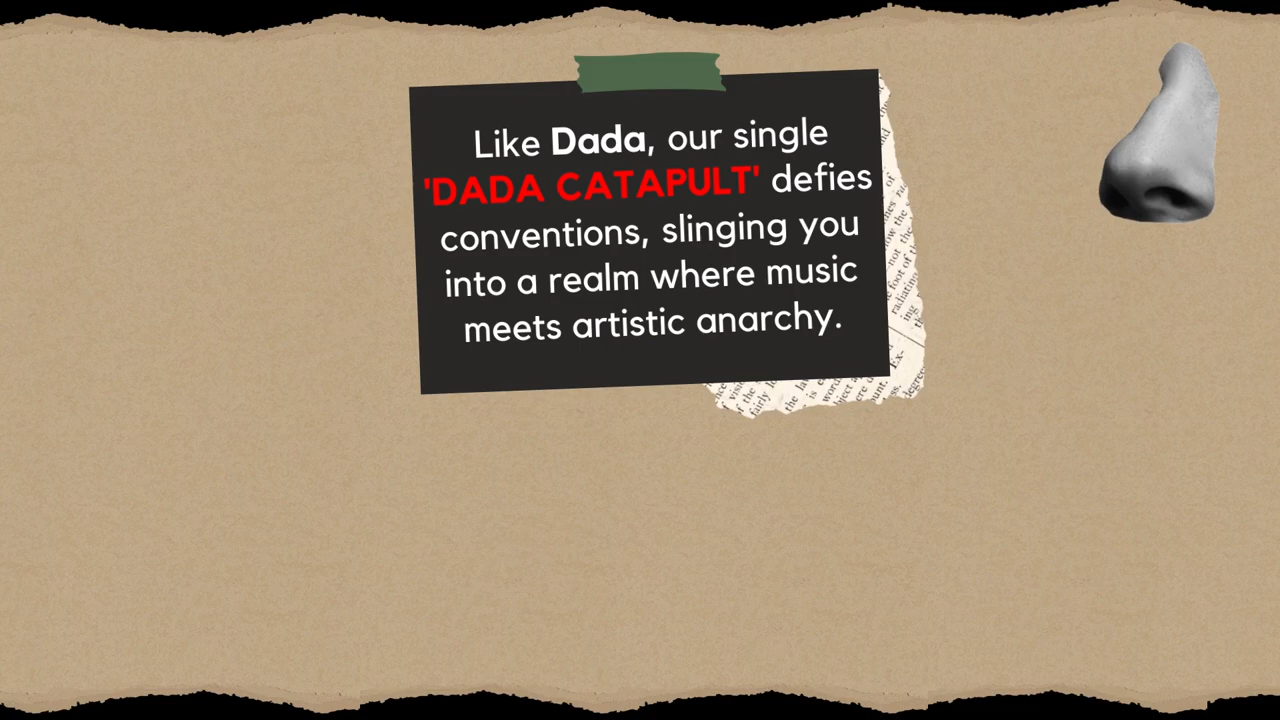 Like Dada, our single
'DADA CATAPULT' defies
conventions, slinging you
into a realm where music
meets artistic anarchy.